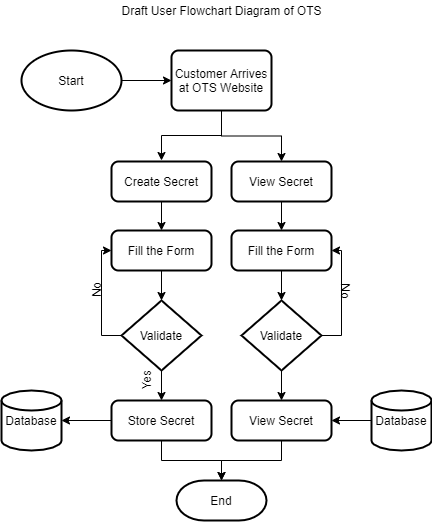 Draft User Flowchart Diagram of OTS
Start
Customer Arrives
at OTS Website
Create Secret
View Secret
Fill the Form
Fill the Form
No
No
Validate
Validate
Yes
Database
Store Secret
View Secret
Database
End